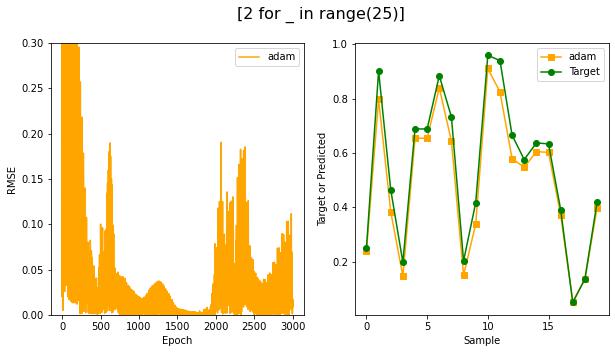 [2 for _ in range(25)]
0.30
0.25
0.20
0.15
0.10
0.05
0.00
RMSE
0
500
1000
1500
2000
2500
3000
Epoch
adam
1.0
0.8
0.6
0.4
0.2
Target or Predicted
0
5
10
15
Sample
adam
Target